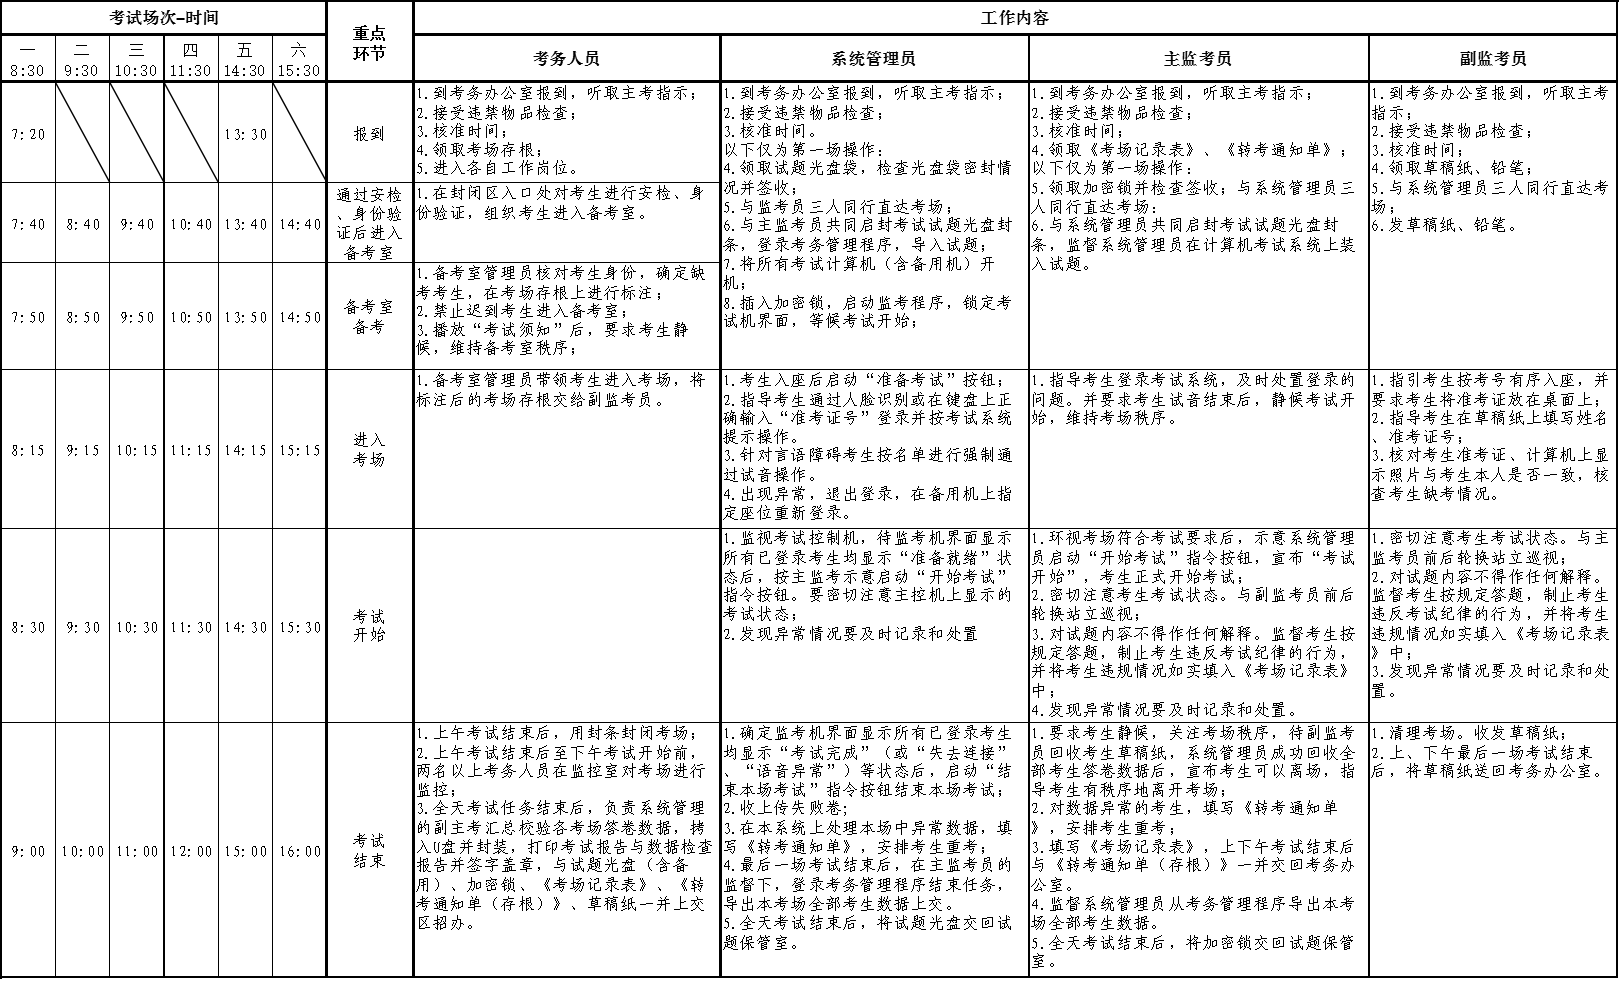 考试场次-时间
重点
环节
工作内容
一
8:30
二
9:30
三
10:30
四
11:30
五
14:30
六
15:30
考务人员
系统管理员
主监考员
副监考员
7:20
13:30
报到
1.到考务办公室报到，听取主考指示；
2.接受违禁物品检查；
3.核准时间；
4.领取考场存根；
5.进入各自工作岗位。
1.到考务办公室报到，听取主考指示；
2.接受违禁物品检查；
3.核准时间。
以下仅为第一场操作：
4.领取试题光盘袋，检查光盘袋密封情
况并签收；
5.与监考员三人同行直达考场；
6.与主监考员共同启封考试试题光盘封
条，登录考务管理程序，导入试题；
7.将所有考试计算机（含备用机）开
机；
8.插入加密锁，启动监考程序，锁定考
试机界面，等候考试开始；
1.到考务办公室报到，听取主考指示；
2.接受违禁物品检查；
3.核准时间；
4.领取《考场记录表》、《转考通知单》；
以下仅为第一场操作：
5.领取加密锁并检查签收；与系统管理员三
人同行直达考场：
6.与系统管理员共同启封考试试题光盘封
条，监督系统管理员在计算机考试系统上装
入试题。
1.到考务办公室报到，听取主考
指示；
2.接受违禁物品检查；
3.核准时间；
4.领取草稿纸、铅笔；
5.与系统管理员三人同行直达考
场；
6.发草稿纸、铅笔。
7:40
8:40
9:40
10:40
13:40
14:40
通过安检
、身份验
证后进入
备考室
1.在封闭区入口处对考生进行安检、身
份验证，组织考生进入备考室。
7:50
8:50
9:50
10:50
13:50
14:50
备考室
备考
1.备考室管理员核对考生身份，确定缺
考考生，在考场存根上进行标注；
2.禁止迟到考生进入备考室；
3.播放“考试须知”后，要求考生静
候，维持备考室秩序；
8:15
9:15
10:15
11:15
14:15
15:15
进入
考场
1.备考室管理员带领考生进入考场，将
标注后的考场存根交给副监考员。
1.考生入座后启动“准备考试”按钮；
2.指导考生通过人脸识别或在键盘上正
确输入“准考证号”登录并按考试系统
提示操作。
3.针对言语障碍考生按名单进行强制通
过试音操作。
4.出现异常，退出登录，在备用机上指
定座位重新登录。
1.指导考生登录考试系统，及时处置登录的
问题。并要求考生试音结束后，静候考试开
始，维持考场秩序。
1.指引考生按考号有序入座，并
要求考生将准考证放在桌面上；
2.指导考生在草稿纸上填写姓名
、准考证号；
3.核对考生准考证、计算机上显
示照片与考生本人是否一致，核
查考生缺考情况。
8:30
9:30
10:30
11:30
14:30
15:30
考试
开始
1.监视考试控制机，待监考机界面显示
所有已登录考生均显示“准备就绪”状
态后，按主监考示意启动“开始考试”
指令按钮。要密切注意主控机上显示的
考试状态；
2.发现异常情况要及时记录和处置
1.环视考场符合考试要求后，示意系统管理
员启动“开始考试”指令按钮，宣布“考试
开始”，考生正式开始考试；
2.密切注意考生考试状态。与副监考员前后
轮换站立巡视；
3.对试题内容不得作任何解释。监督考生按
规定答题，制止考生违反考试纪律的行为，
并将考生违规情况如实填入《考场记录表》
中；
4.发现异常情况要及时记录和处置。
1.密切注意考生考试状态。与主
监考员前后轮换站立巡视；
2.对试题内容不得作任何解释。
监督考生按规定答题，制止考生
违反考试纪律的行为，并将考生
违规情况如实填入《考场记录表
》中；
3.发现异常情况要及时记录和处
置。
9:00
10:00
11:00
12:00
15:00
16:00
考试
结束
1.上午考试结束后，用封条封闭考场；
2.上午考试结束后至下午考试开始前，
两名以上考务人员在监控室对考场进行
监控；
3.全天考试任务结束后，负责系统管理
的副主考汇总校验各考场答卷数据，拷
入U盘并封装，打印考试报告与数据检查
报告并签字盖章，与试题光盘（含备
用）、加密锁、《考场记录表》、《转
考通知单（存根）》、草稿纸一并上交
区招办。
1.确定监考机界面显示所有已登录考生
均显示“考试完成”（或“失去连接”
、“语音异常”）等状态后，启动“结
束本场考试”指令按钮结束本场考试；
2.收上传失败卷；
3.在本系统上处理本场中异常数据，填
写《转考通知单》，安排考生重考；
4.最后一场考试结束后，在主监考员的
监督下，登录考务管理程序结束任务，
导出本考场全部考生数据上交。
5.全天考试结束后，将试题光盘交回试
题保管室。
1.要求考生静候，关注考场秩序，待副监考
员回收考生草稿纸，系统管理员成功回收全
部考生答卷数据后，宣布考生可以离场，指
导考生有秩序地离开考场；
2.对数据异常的考生，填写《转考通知单
》，安排考生重考；
3.填写《考场记录表》，上下午考试结束后
与《转考通知单（存根）》一并交回考务办
公室。
4.监督系统管理员从考务管理程序导出本考
场全部考生数据。
5.全天考试结束后，将加密锁交回试题保管
室。
1.清理考场。收发草稿纸；
2.上、下午最后一场考试结束
后，将草稿纸送回考务办公室。